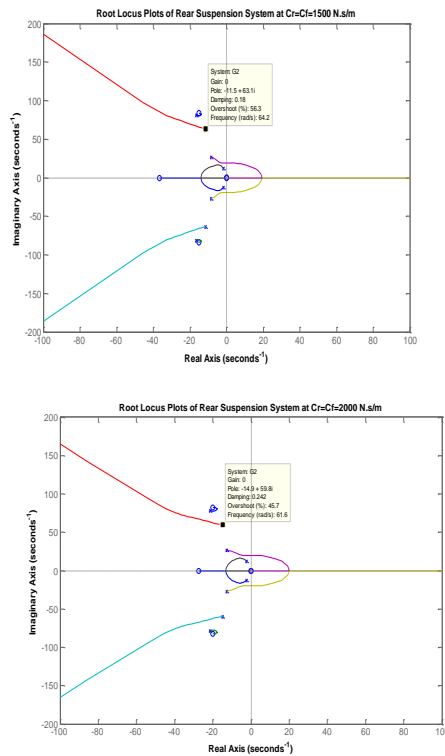 Root Locus Plots of Rear Suspension System at Cr=Cf=1500 N.s/m
System: G2
Gain: 0
Pole: -11.5 + 63.1i
Damping: 0.18
Overshoot (%): 56.3
Frequency (rad/s): 64.2
200
150
100
50
0
-50
-100
-150
-200
Imaginary Axis (seconds⁻¹)
-100 -80 -60 -40 -20 0 20 40 60 80 100
Real Axis (seconds⁻¹)
Root Locus Plots of Rear Suspension System at Cr=Cf=2000 N.s/m
System: G2
Gain: 0
Pole: -14.9 + 59.8i
Damping: 0.242
Overshoot (%): 45.7
Frequency (rad/s): 61.6
200
150
100
50
0
-50
-100
-150
-200
Imaginary Axis (seconds⁻¹)
-100 -80 -60 -40 -20 0 20 40 60 80 100
Real Axis (seconds⁻¹)